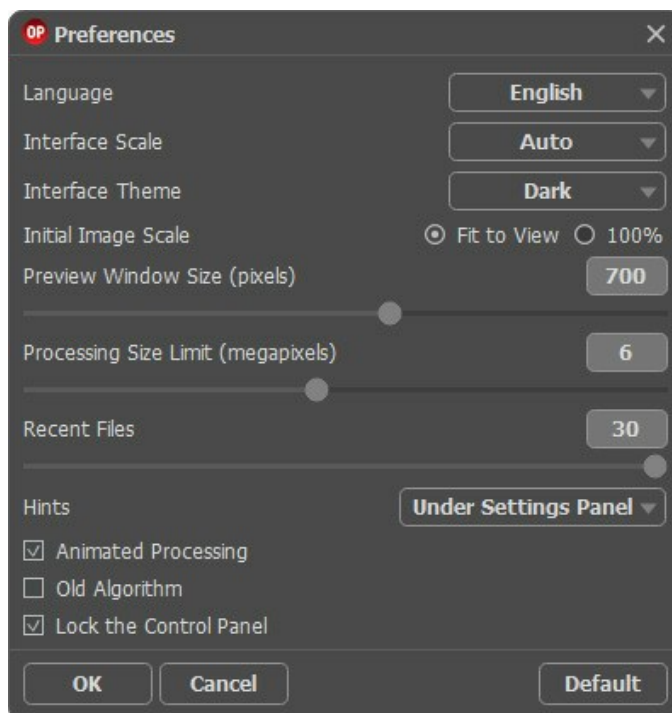 OP Preferences
Language English
Interface Scale Auto
Interface Theme Dark
Initial Image Scale Fit to View 100%
Preview Window Size (pixels) 700
Processing Size Limit (megapixels) 6
Recent Files 30
Hints Under Settings Panel
Animated Processing
Old Algorithm
Lock the Control Panel
OK Cancel Default